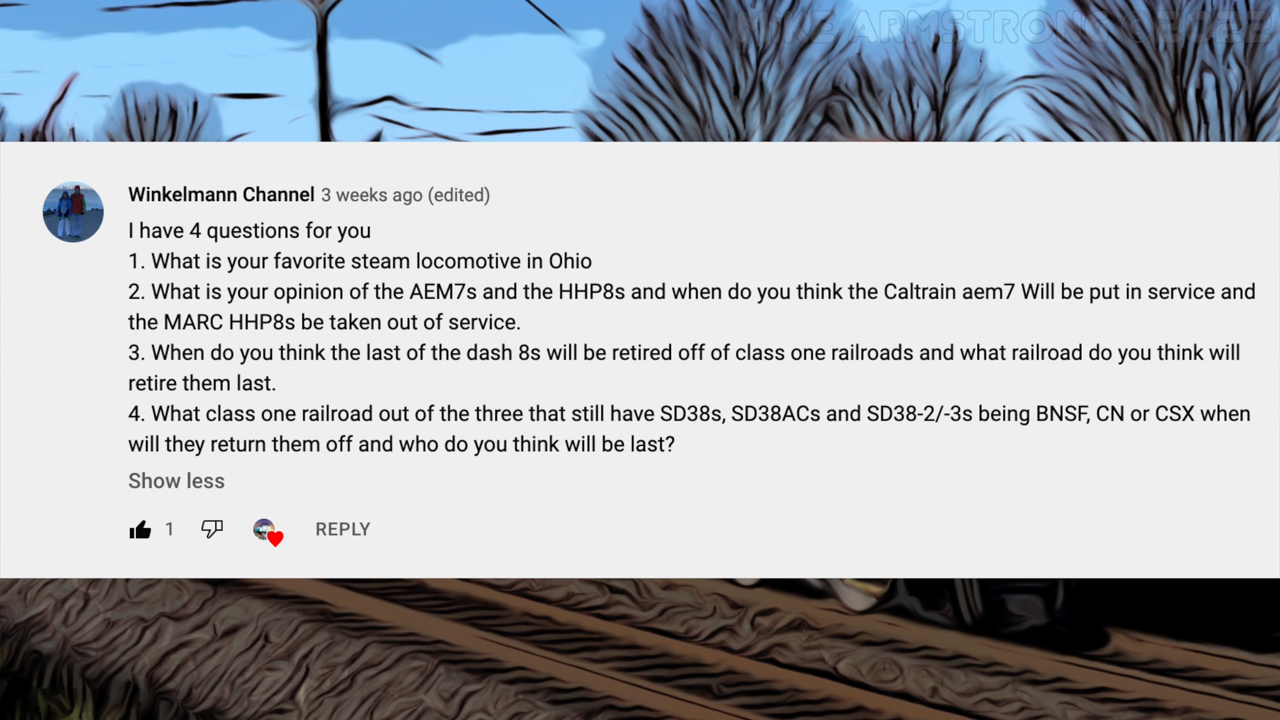 MIKE ARMSTRONG
Winkelmann Channel 3 weeks ago (edited)
I have 4 questions for you
1. What is your favorite steam locomotive in Ohio
2. What is your opinion of the AEM7s and the HHP8s and when do you think the Caltrain aem7 Will be put in service and
the MARC HHP8s be taken out of service.
3. When do you think the last of the dash 8s will be retired off of class one railroads and what railroad do you think will
retire them last.
4. What class one railroad out of the three that still have SD38s, SD38ACs and SD38-2/-3s being BNSF, CN or CSX when
will they return them off and who do you think will be last?
Show less
1
REPLY